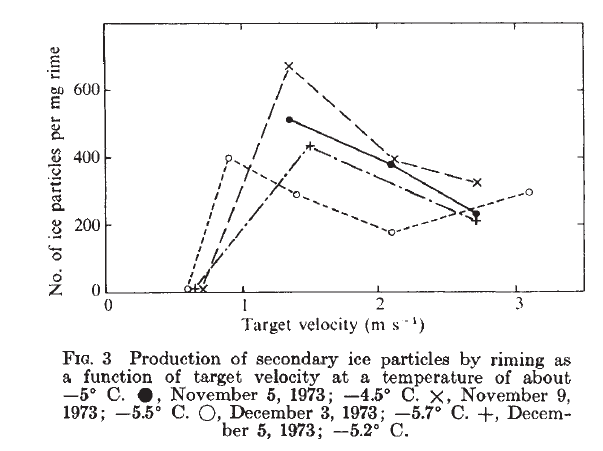 No. of ice particles per mg rime
600
400
200
0
0 1 2 3
Target velocity (m s⁻¹)
FIG. 3 Production of secondary ice particles by riming as
a function of target velocity at a temperature of about
−5° C. ●, November 5, 1973; −4.5° C. ×, November 9,
1973; −5.5° C. ○, December 3, 1973; −5.7° C. +, Decem-
ber 5, 1973; −5.2° C.